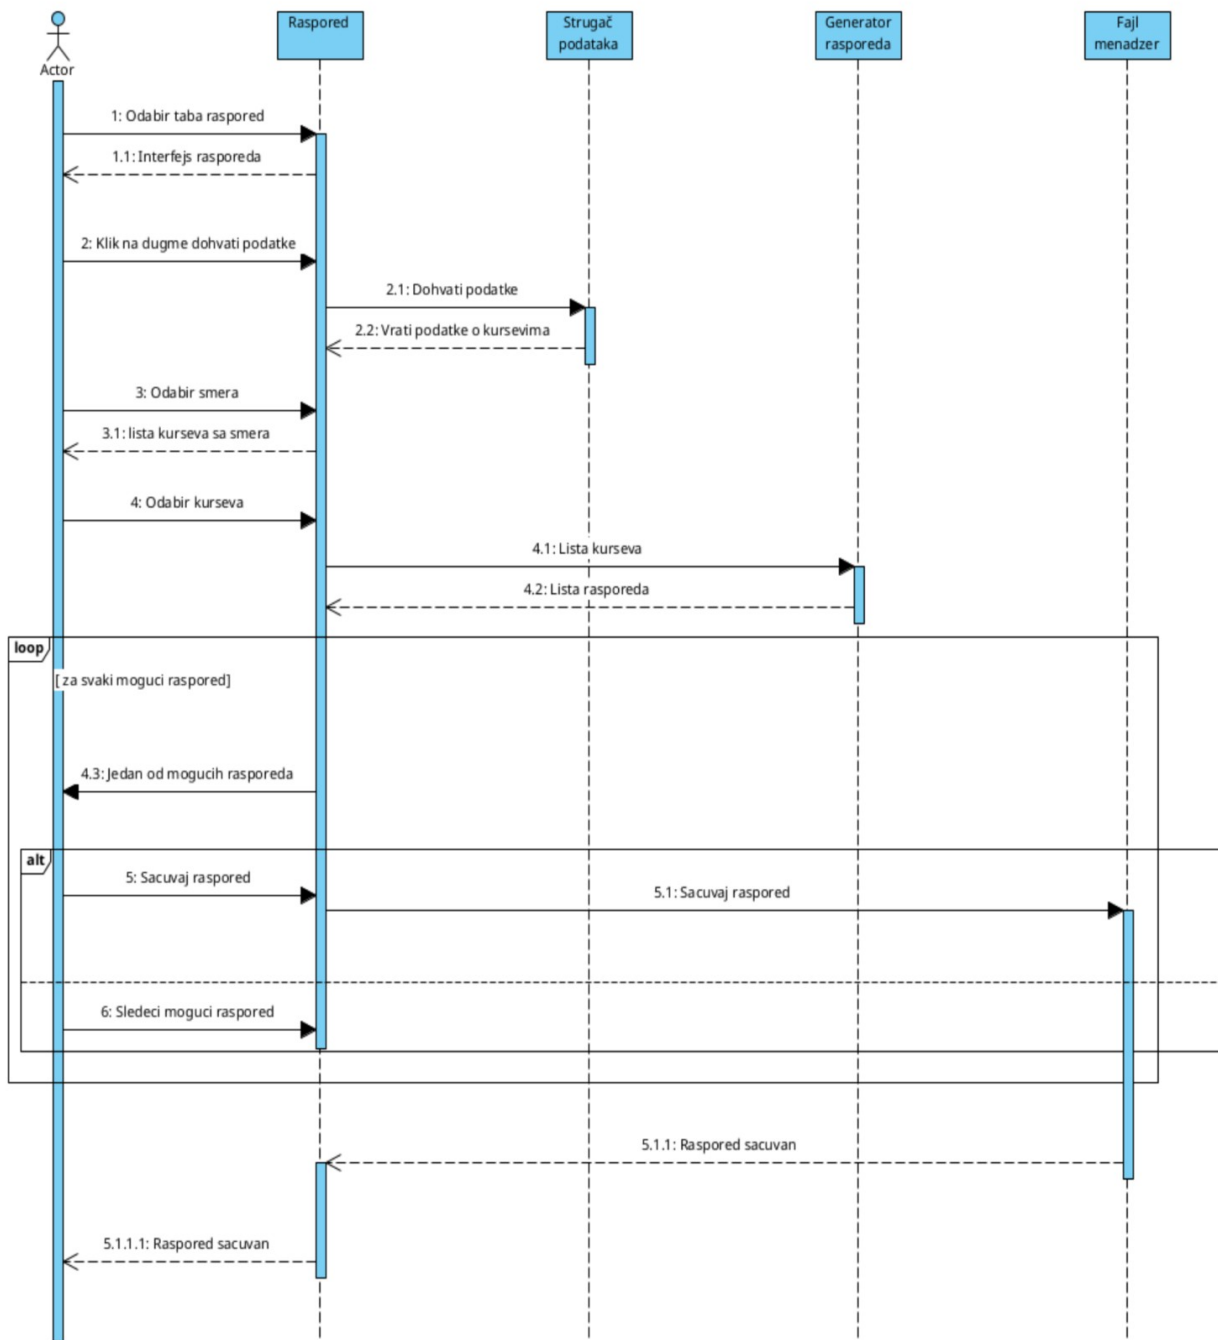 Raspored
Strugač
podataka
Generator
rasporeda
Fajl
menadzer
Actor
1: Odabir taba raspored
1.1: Interfejs rasporeda
2: Klik na dugme dohvati podatke
2.1: Dohvati podatke
2.2: Vrati podatke o kursevima
3: Odabir smera
3.1: lista kurseva sa smera
4: Odabir kurseva
4.1: Lista kurseva
4.2: Lista rasporeda
loop
[ za svaki moguci raspored]
4.3: Jedan od mogucih rasporeda
alt
5: Sacuvaj raspored
5.1: Sacuvaj raspored
6: Sledeci moguci raspored
5.1.1: Raspored sacuvan
5.1.1.1: Raspored sacuvan